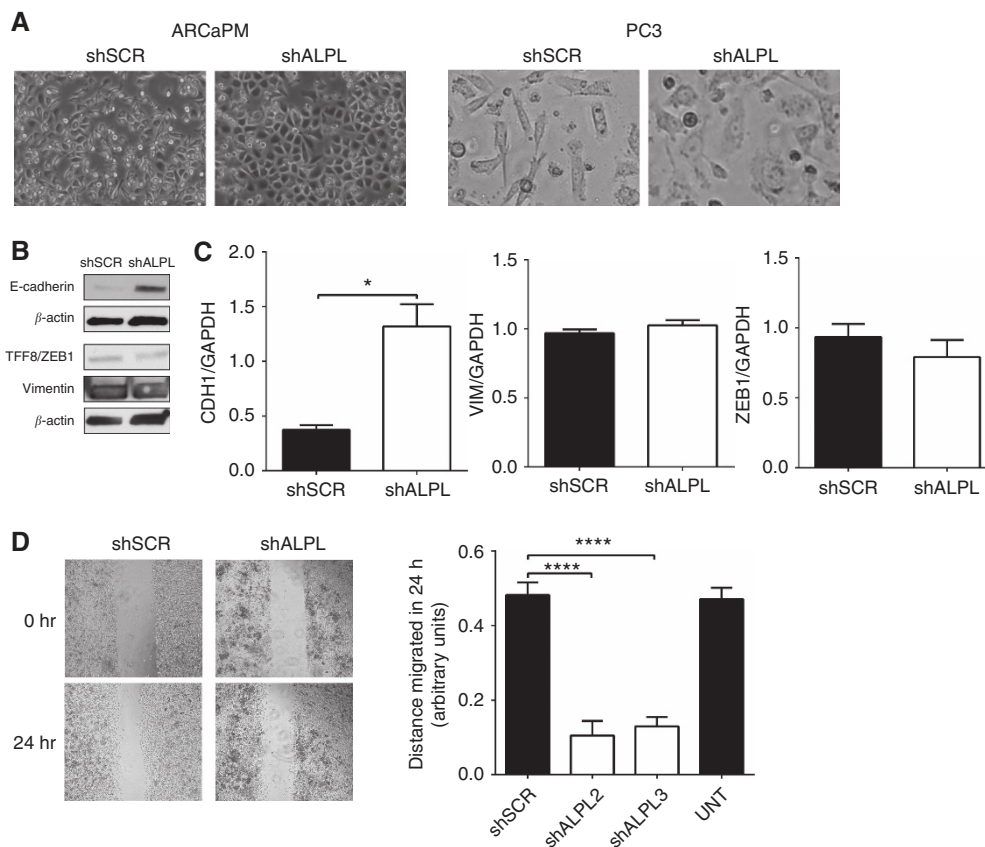 A
ARCaPM
PC3
shSCR
shALPL
shSCR
shALPL
B
shSCR shALPL
E-cadherin
β-actin
TFF8/ZEB1
Vimentin
β-actin
C
CDH1/GAPDH
2.0
1.5
1.0
0.5
0.0
*
shSCR
shALPL
VIM/GAPDH
1.5
1.0
0.5
0.0
shSCR
shALPL
ZEB1/GAPDH
1.5
1.0
0.5
0.0
shSCR
shALPL
D
shSCR
shALPL
0 hr
24 hr
Distance migrated in 24 h
(arbitrary units)
0.6
0.4
0.2
0.0
****
****
shSCR
shALPL2
shALPL3
UNT